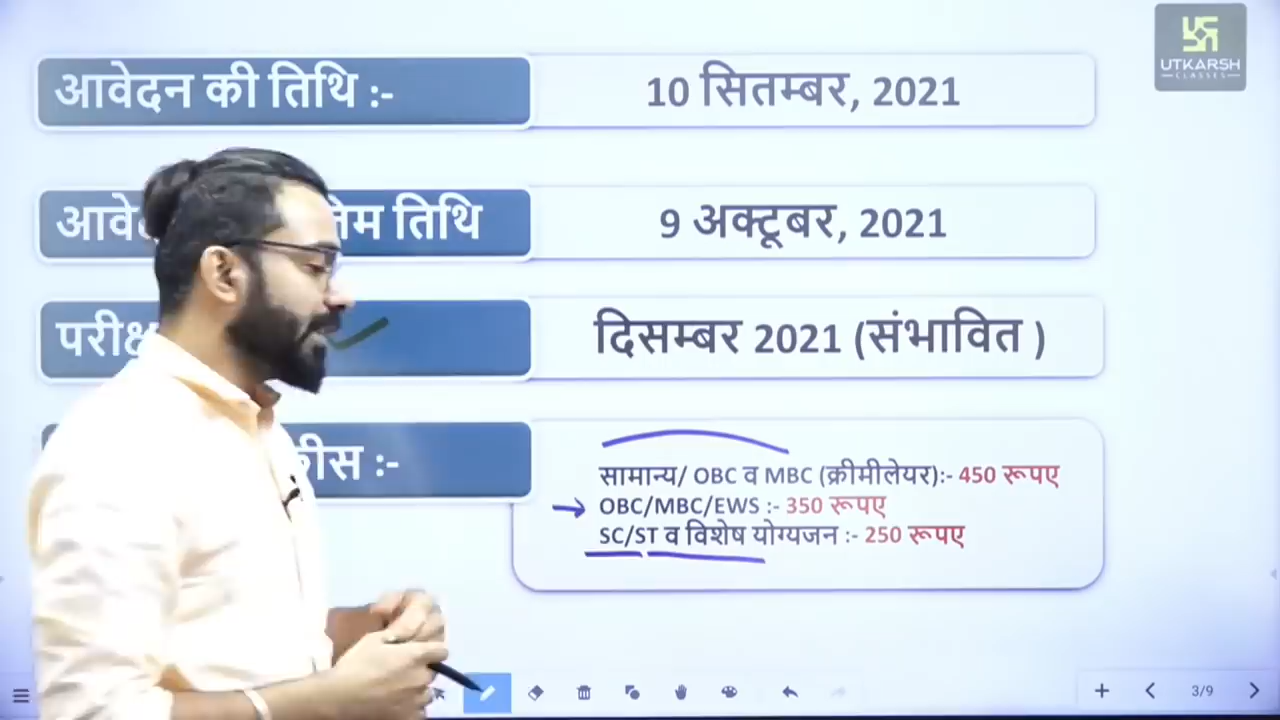 UTKARSH
CLASSES
आवेदन की तिथि :-
10 सितम्बर, 2021
तिथि
9 अक्टूबर, 2021
दिसम्बर 2021 (संभावित )
:-
सामान्य/ OBC व MBC (क्रीमीलेयर):- 450 रूपए
OBC/MBC/EWS :- 350 रूपए
SC/ST व विशेष योग्यजन :- 250 रूपए
3/9